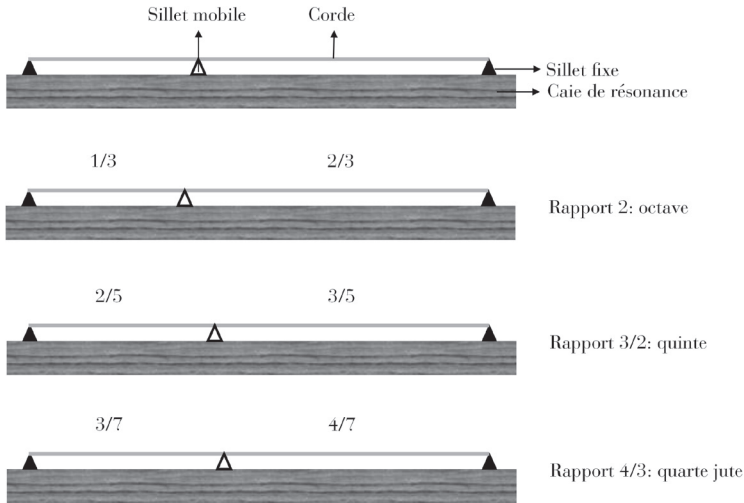 Sillet mobile
Corde
Sillet fixe
Caie de résonance
1/3
2/3
Rapport 2: octave
2/5
3/5
Rapport 3/2: quinte
3/7
4/7
Rapport 4/3: quarte jute